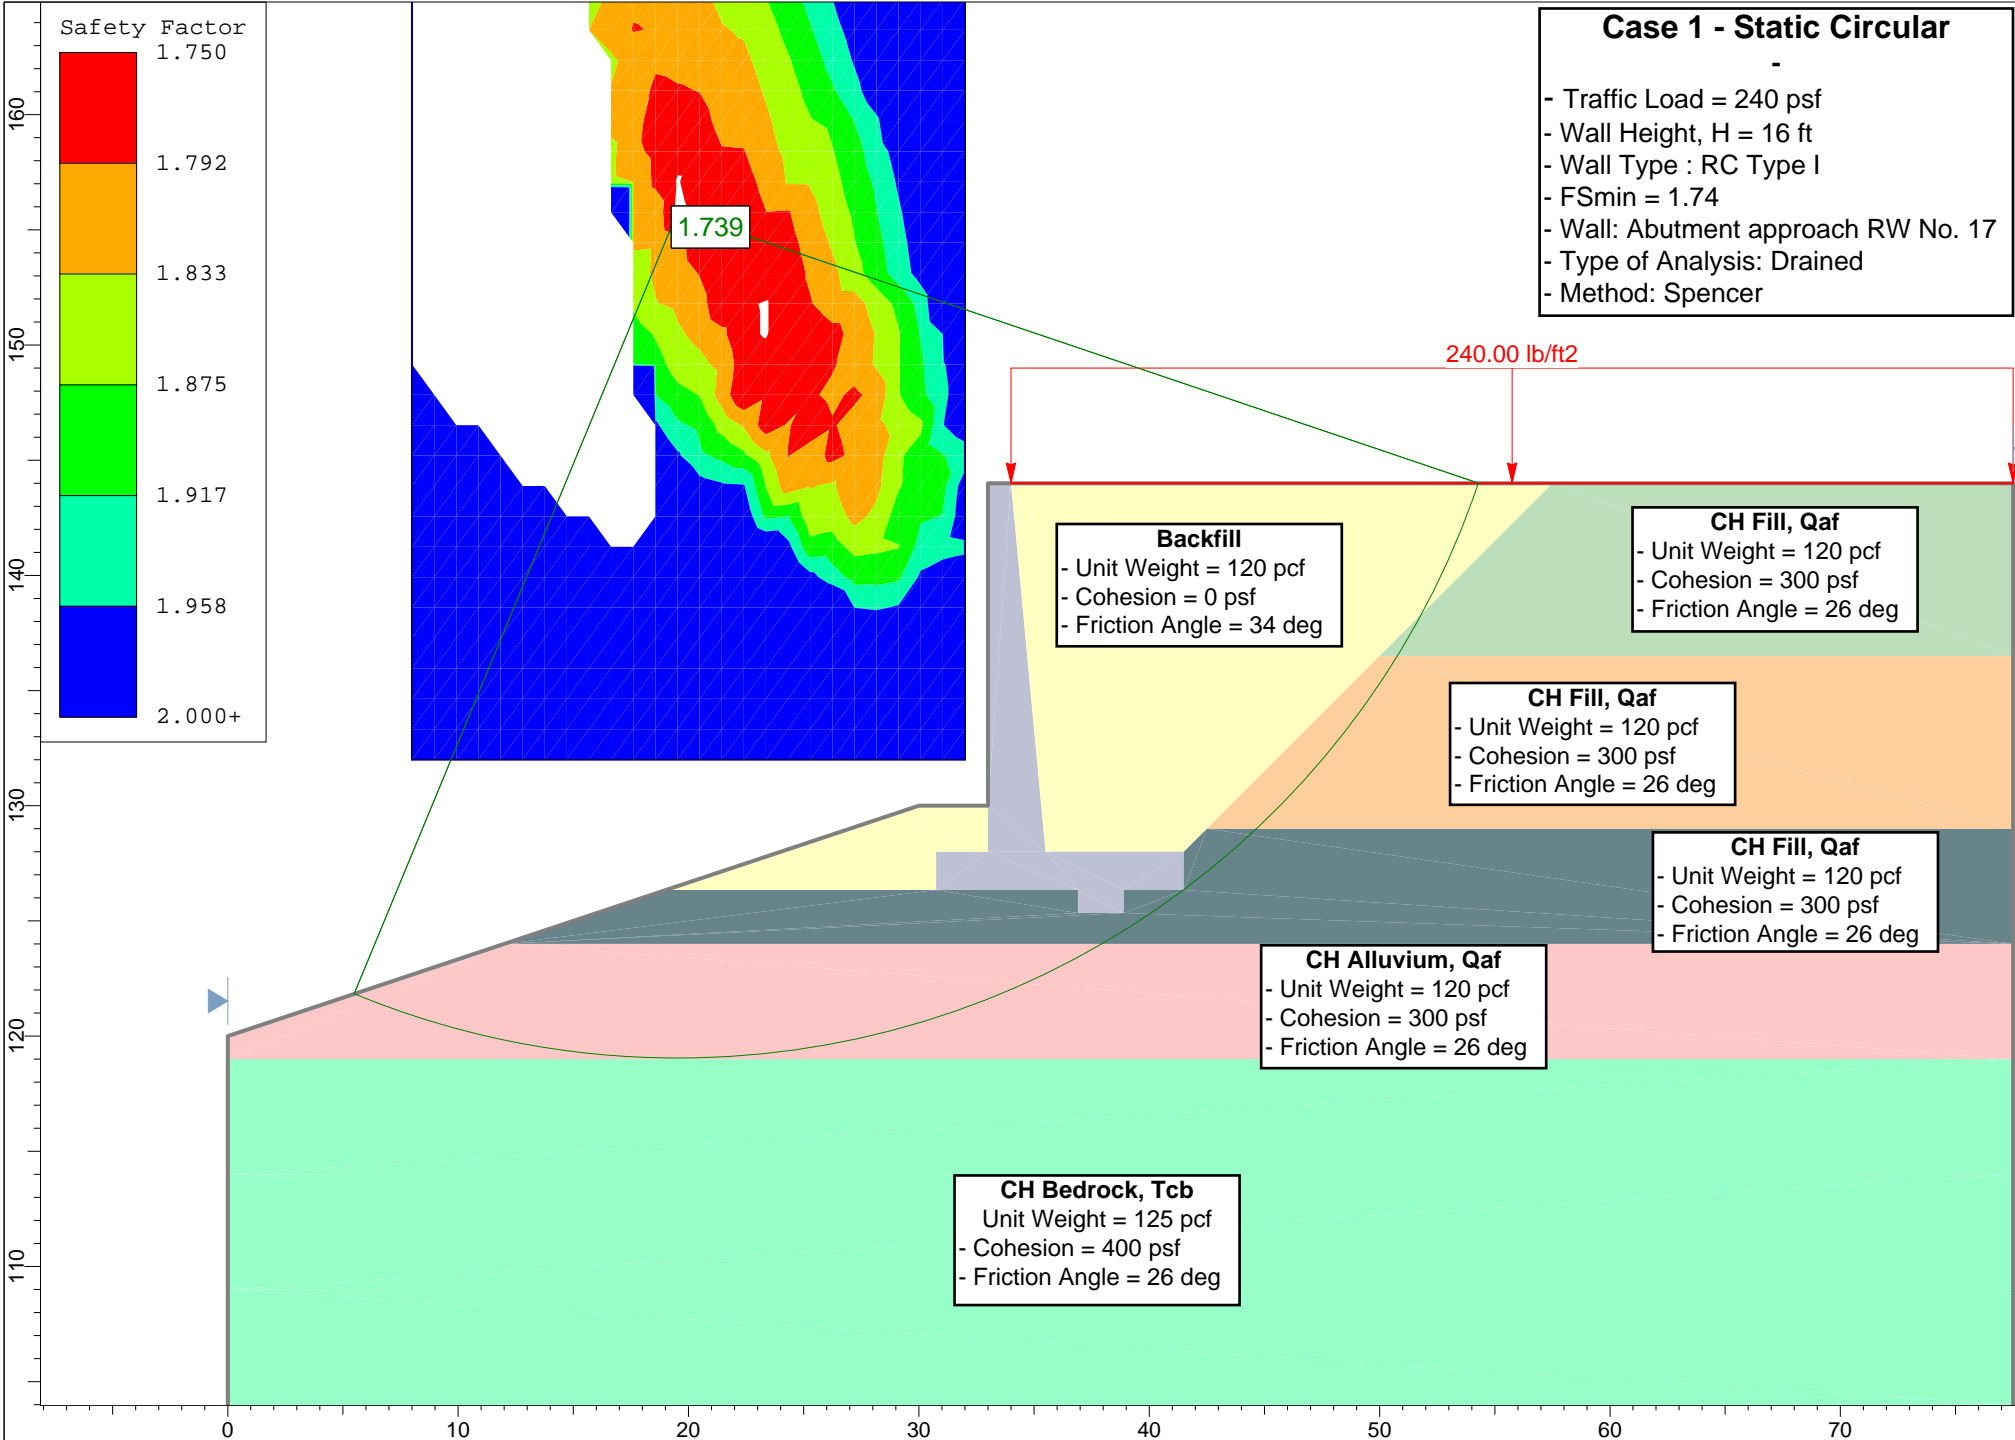 Safety Factor
1.750
1.792
1.833
1.875
1.917
1.958
2.000+
Case 1 - Static Circular
-
- Traffic Load = 240 psf
- Wall Height, H = 16 ft
- Wall Type : RC Type I
- FSmin = 1.74
- Wall: Abutment approach RW No. 17
- Type of Analysis: Drained
- Method: Spencer
1.739
240.00 lb/ft2
Backfill
- Unit Weight = 120 pcf
- Cohesion = 0 psf
- Friction Angle = 34 deg
CH Fill, Qaf
- Unit Weight = 120 pcf
- Cohesion = 300 psf
- Friction Angle = 26 deg
CH Fill, Qaf
- Unit Weight = 120 pcf
- Cohesion = 300 psf
- Friction Angle = 26 deg
CH Fill, Qaf
- Unit Weight = 120 pcf
- Cohesion = 300 psf
- Friction Angle = 26 deg
CH Alluvium, Qaf
- Unit Weight = 120 pcf
- Cohesion = 300 psf
- Friction Angle = 26 deg
CH Bedrock, Tcb
Unit Weight = 125 pcf
- Cohesion = 400 psf
- Friction Angle = 26 deg
160
150
140
130
120
110
0 10 20 30 40 50 60 70